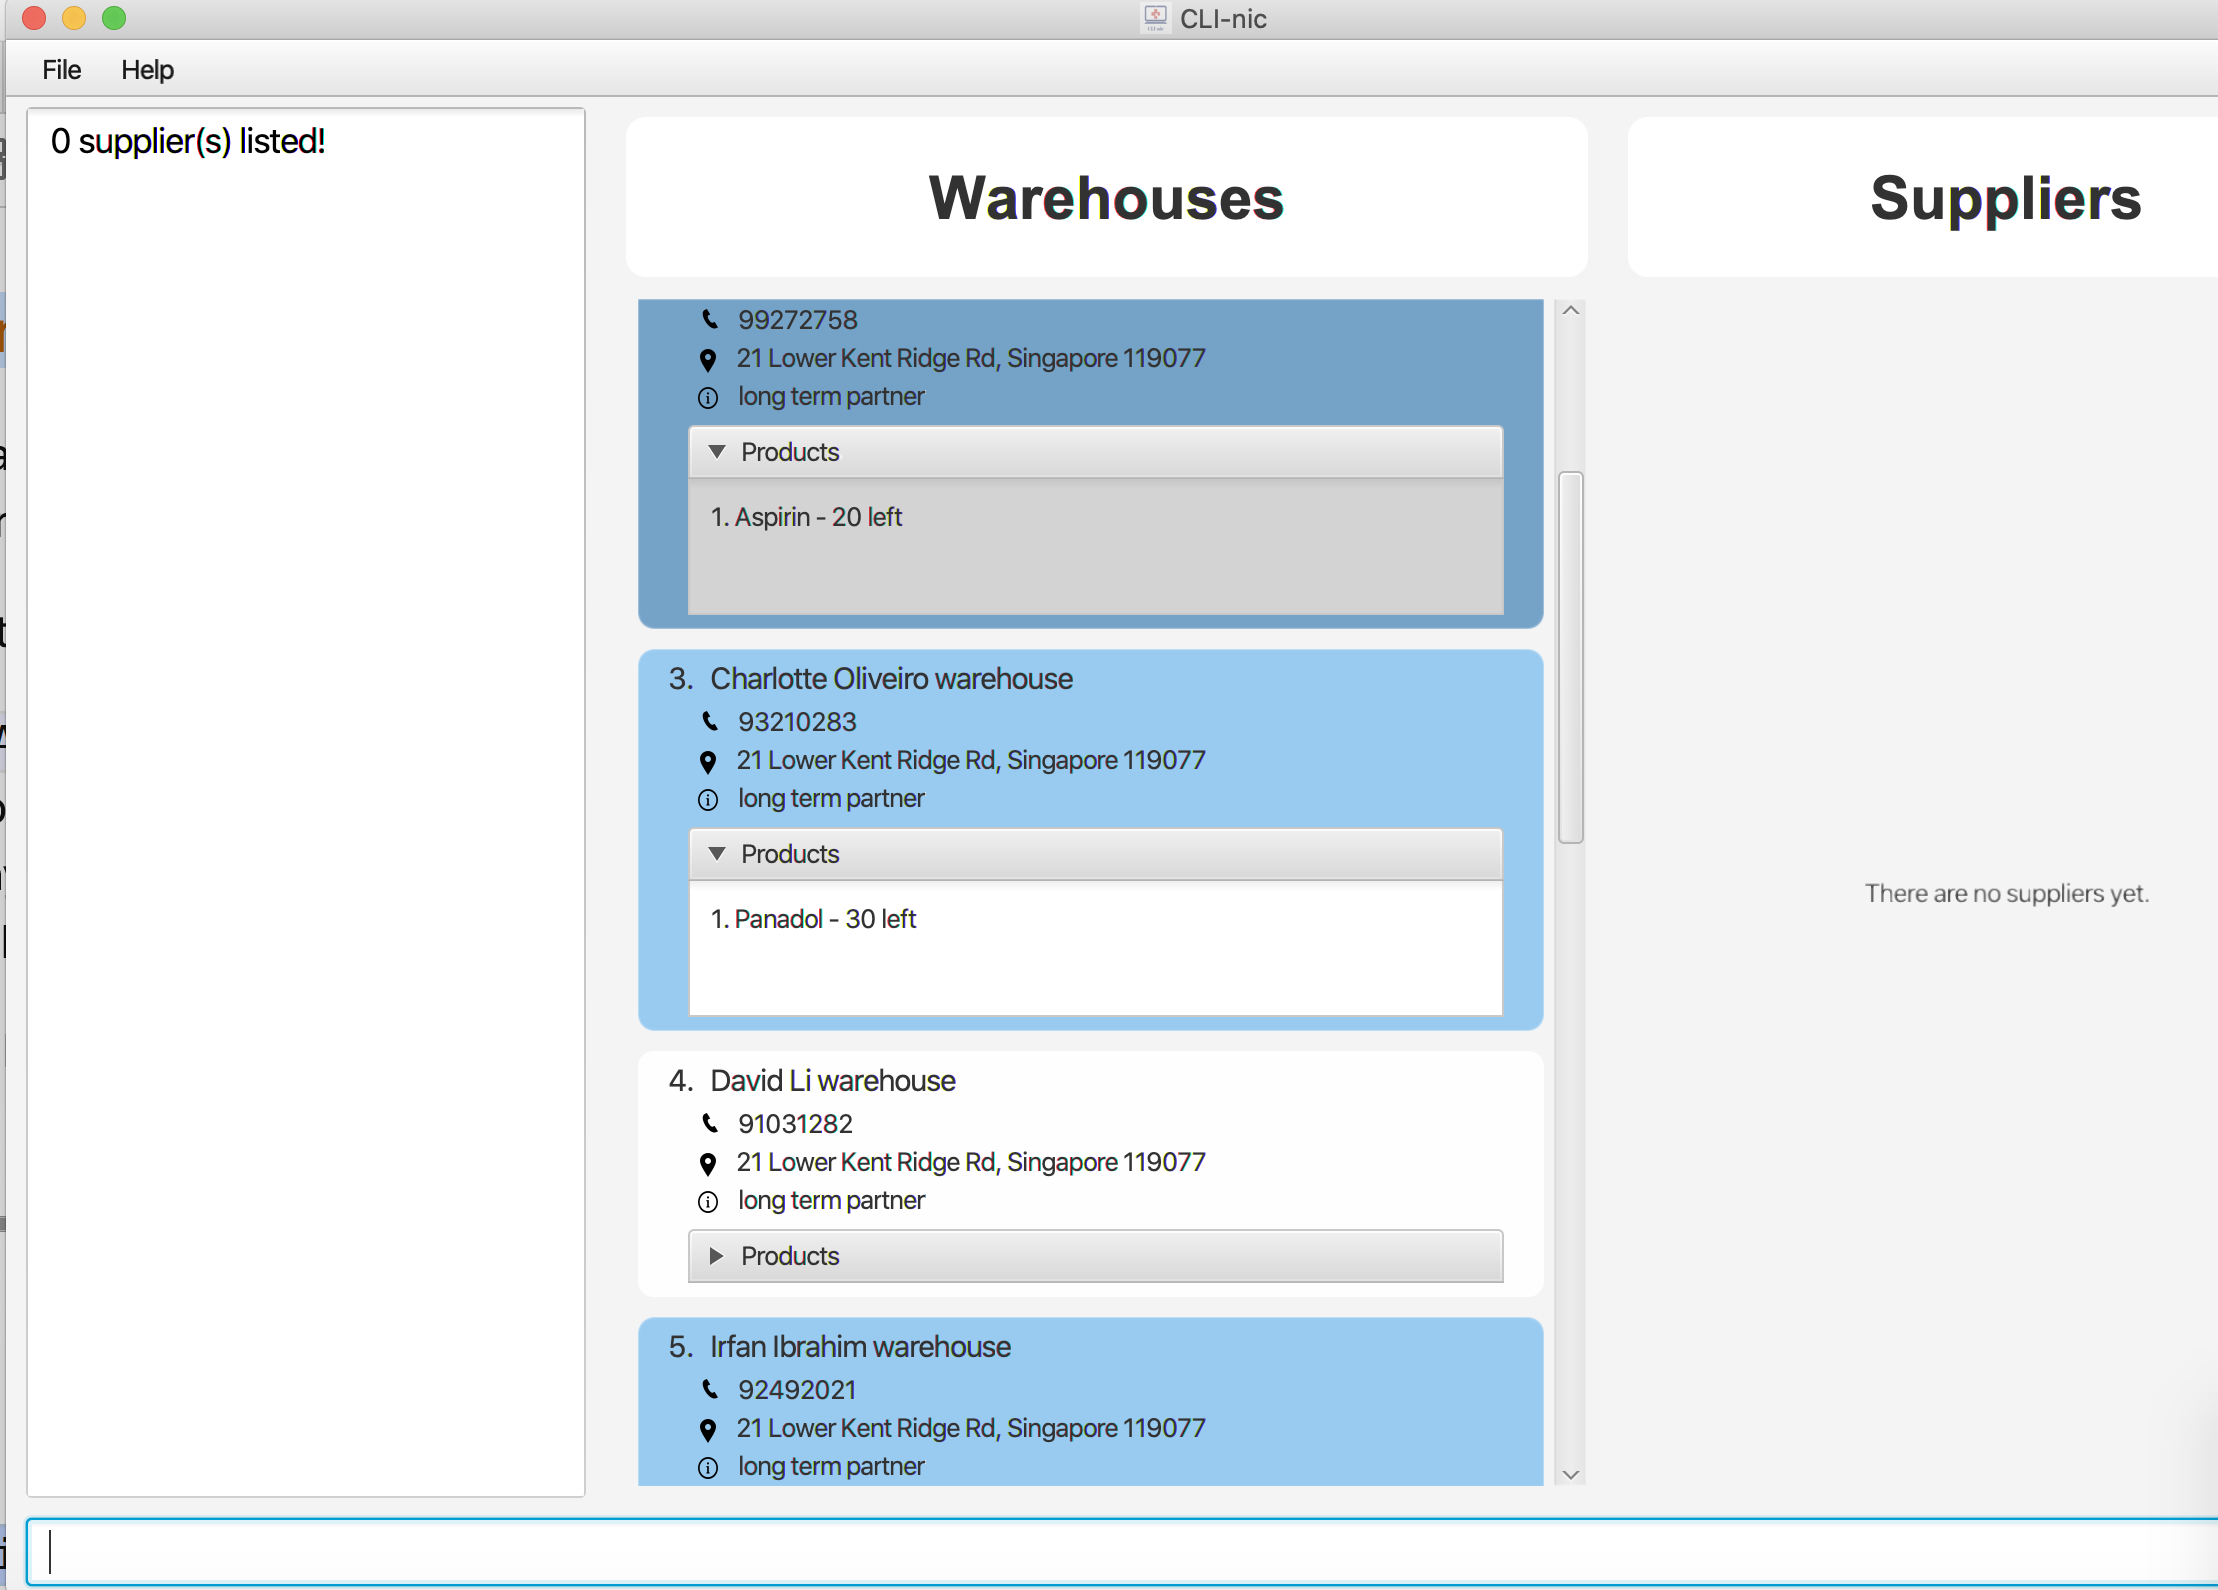 CLI-nic
File Help
0 supplier(s) listed!
Warehouses
99272758
21 Lower Kent Ridge Rd, Singapore 119077
long term partner
Products
1. Aspirin - 20 left
3. Charlotte Oliveiro warehouse
93210283
21 Lower Kent Ridge Rd, Singapore 119077
long term partner
Products
1. Panadol - 30 left
4. David Li warehouse
91031282
21 Lower Kent Ridge Rd, Singapore 119077
long term partner
Products
5. Irfan Ibrahim warehouse
92492021
21 Lower Kent Ridge Rd, Singapore 119077
long term partner
Suppliers
There are no suppliers yet.